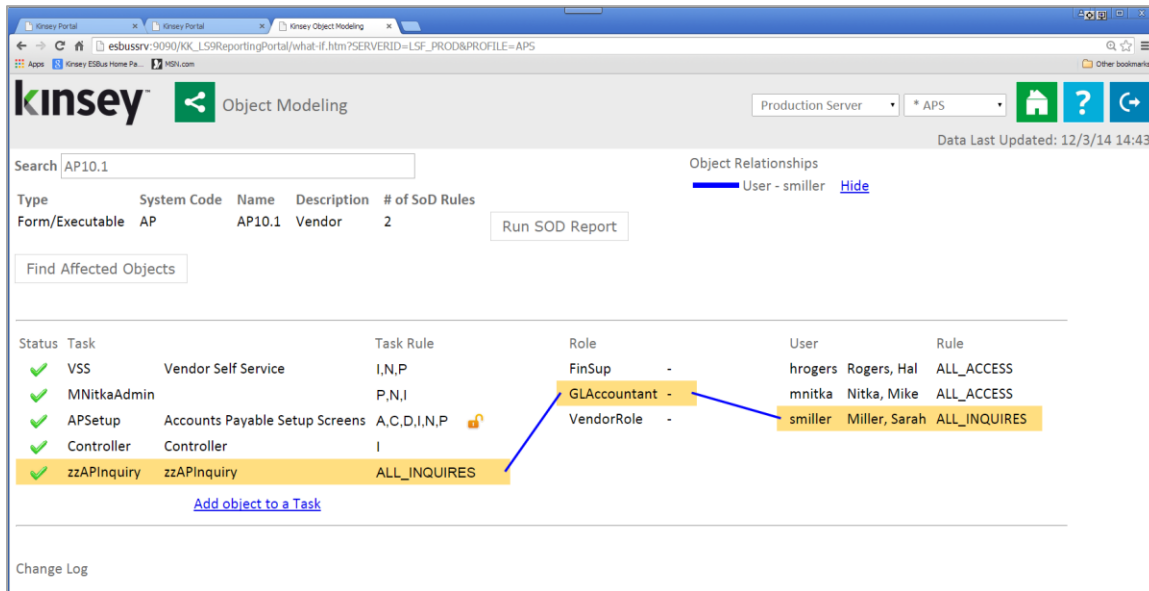 Kinsey Portal Kinsey Portal Kinsey Object Modeling
esbussrv:9090/KK_LS9ReportingPortal/what-if.htm?SERVERID=LSF_PROD&PROFILE=APS
Apps Kinsey ESBus Home Pa... MSN.com Other bookmarks
kinsey Object Modeling Production Server * APS ?
Data Last Updated: 12/3/14 14:43
Search AP10.1 Object Relationships
User - smiller Hide
Type System Code Name Description # of SoD Rules
Form/Executable AP AP10.1 Vendor 2
Run SOD Report
Find Affected Objects
Status Task Task Rule Role User Rule
VSS Vendor Self Service I,N,P FinSup - hrogers Rogers, Hal ALL_ACCESS
MNitkaAdmin P,N,I GLAccountant - mnitka Nitka, Mike ALL_ACCESS
APSetup Accounts Payable Setup Screens A,C,D,I,N,P VendorRole - smiller Miller, Sarah ALL_INQUIRES
Controller Controller I
zzAPInquiry zzAPInquiry ALL_INQUIRES
Add object to a Task
Change Log